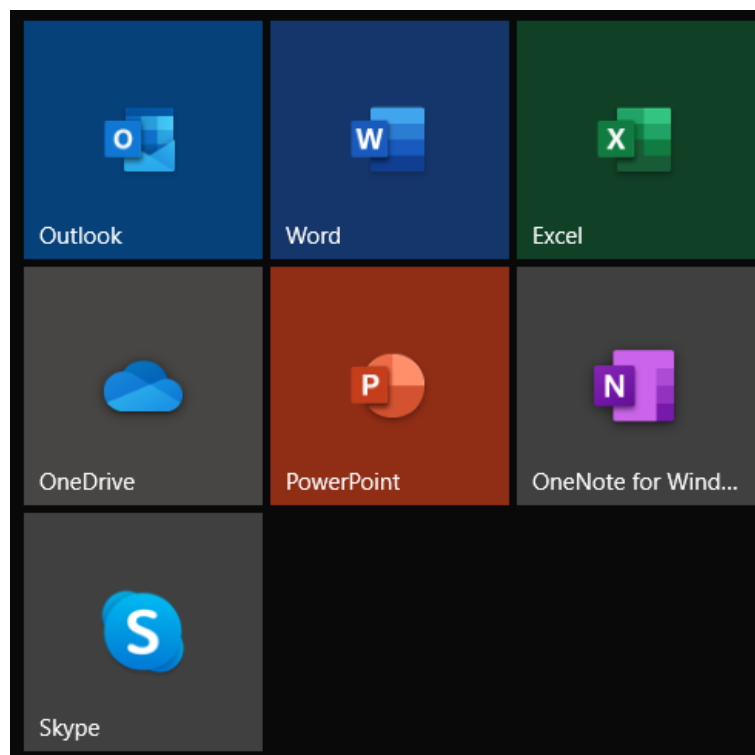 O
W
X
Outlook
Word
Excel
P
N
OneDrive
PowerPoint
OneNote for Wind...
S
Skype